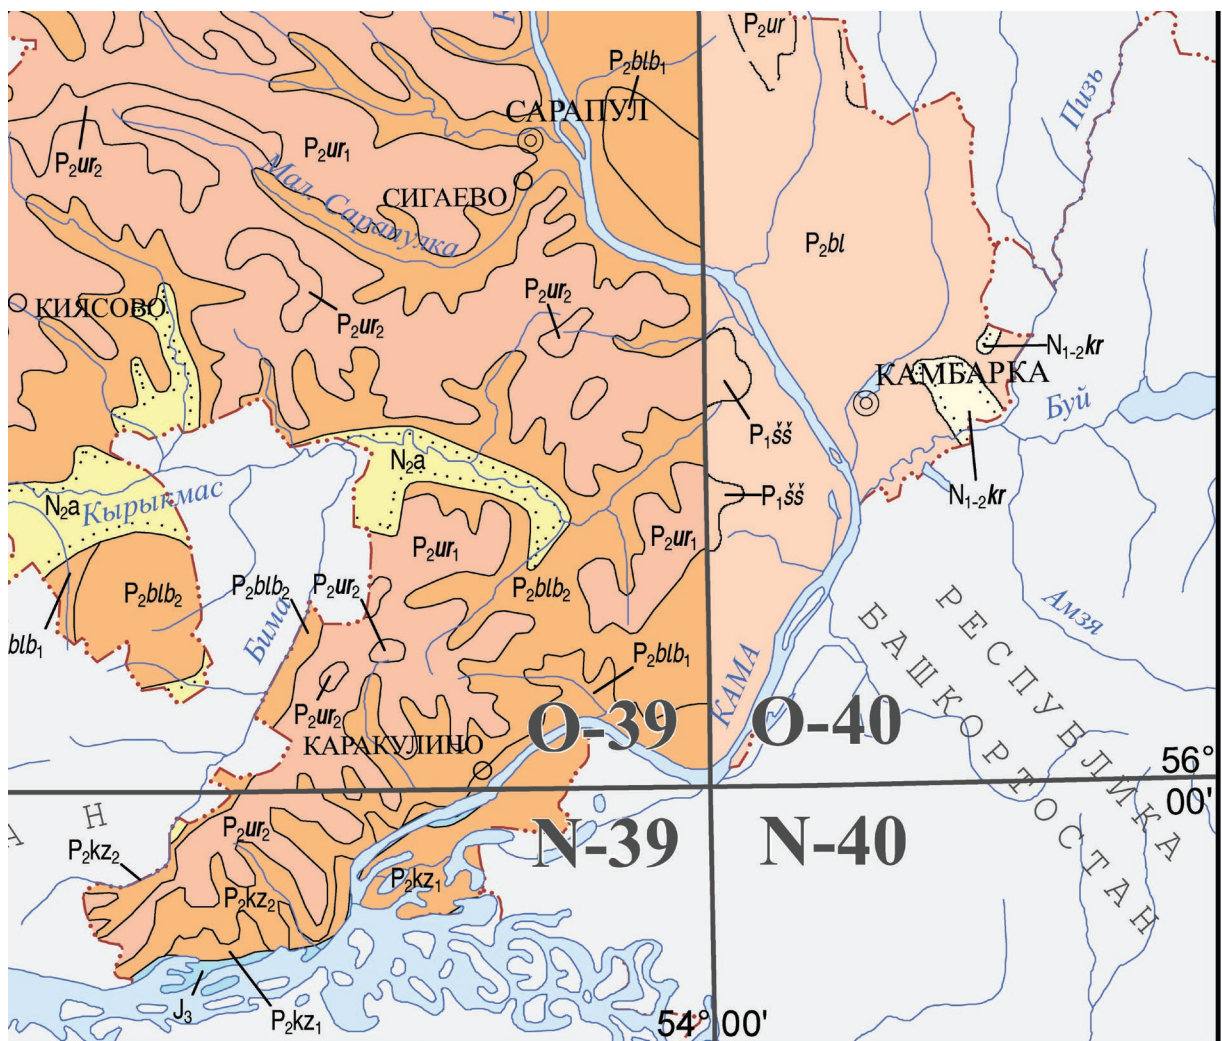 P₂ur
P₂blb₁
Пизь
САРАПУЛ
P₂ur₂
P₂ur₁
Мал. Сарапулка
СИГАЕВО
P₂bl
КИЯСОВО
P₂ur₂
P₂ur₂
N₁₋₂kr
КАМБАРКА
Буй
P₁šš
N₂a
N₂a
Кырыкмас
P₁šš
N₁₋₂kr
P₂ur₁
P₂ur₁
P₂blb₂
P₂blb₂
P₂ur₂
P₂blb₂
blb₁
Бима
Амзя
РЕСПУБЛИКА
БАШКОРТОСТАН
P₂blb₁
КАМА
P₂ur₂
КАРАКУЛИНО
O-39
O-40
56°
00'
Н
P₂ur₂
N-39
N-40
P₂kz₂
P₂kz₁
P₂kz₂
J₃
P₂kz₁
54° 00'